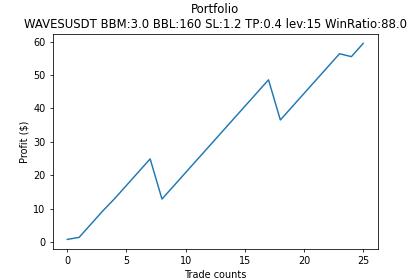 Portfolio
WAVESUSDT BBM:3.0 BBL:160 SL:1.2 TP:0.4 lev:15 WinRatio:88.0
60
50
40
30
20
10
0
Profit ($)
0 5 10 15 20 25
Trade counts